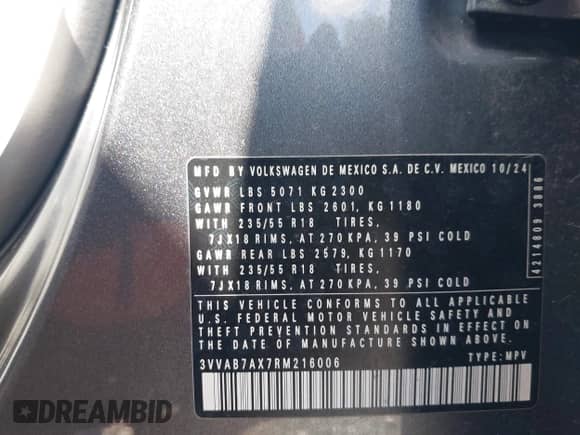 MFD BY VOLKSWAGEN DE MEXICO S.A. DE C.V. MEXICO 10/24
GVWR LBS 5071 KG 2300
GAWR FRONT LBS 2601, KG 1180
WITH 235/55 R18 TIRES,
7JX18 RIMS, AT 270 KPA, 39 PSI COLD
GAWR REAR LBS 2579, KG 1170
WITH 235/55 R18 TIRES,
7JX18 RIMS, AT 270 KPA, 39 PSI COLD
THIS VEHICLE CONFORMS TO ALL APPLICABLE
U.S. FEDERAL MOTOR VEHICLE SAFETY AND
THEFT PREVENTION STANDARDS IN EFFECT ON
THE DATE OF MANUFACTURE SHOWN ABOVE.
3VVAB7AX7RM216006 TYPE: MPV
4214809 3886
DREAMBID